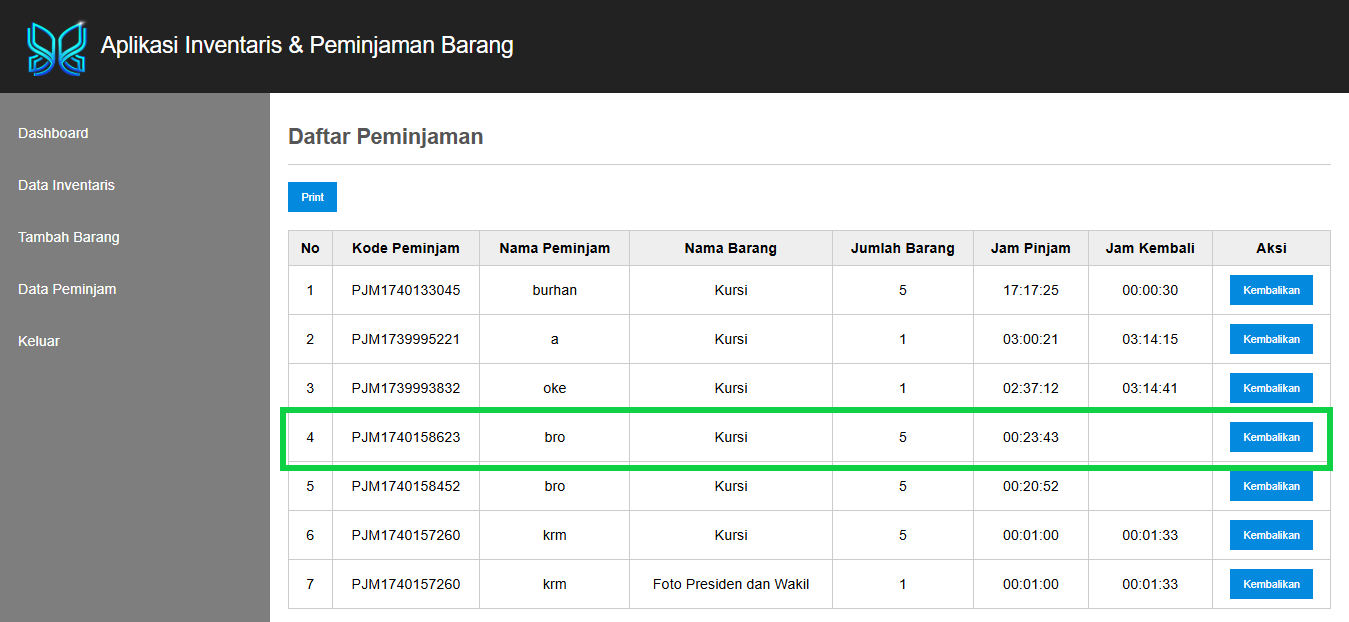 Aplikasi Inventaris & Peminjaman Barang
Dashboard
Data Inventaris
Tambah Barang
Data Peminjam
Keluar
Daftar Peminjaman
Print
No Kode Peminjam Nama Peminjam Nama Barang Jumlah Barang Jam Pinjam Jam Kembali Aksi
1 PJM1740133045 burhan Kursi 5 17:17:25 00:00:30 Kembalikan
2 PJM1739995221 a Kursi 1 03:00:21 03:14:15 Kembalikan
3 PJM1739993832 oke Kursi 1 02:37:12 03:14:41 Kembalikan
4 PJM1740158623 bro Kursi 5 00:23:43 Kembalikan
5 PJM1740158452 bro Kursi 5 00:20:52 Kembalikan
6 PJM1740157260 krm Kursi 5 00:01:00 00:01:33 Kembalikan
7 PJM1740157260 krm Foto Presiden dan Wakil 1 00:01:00 00:01:33 Kembalikan